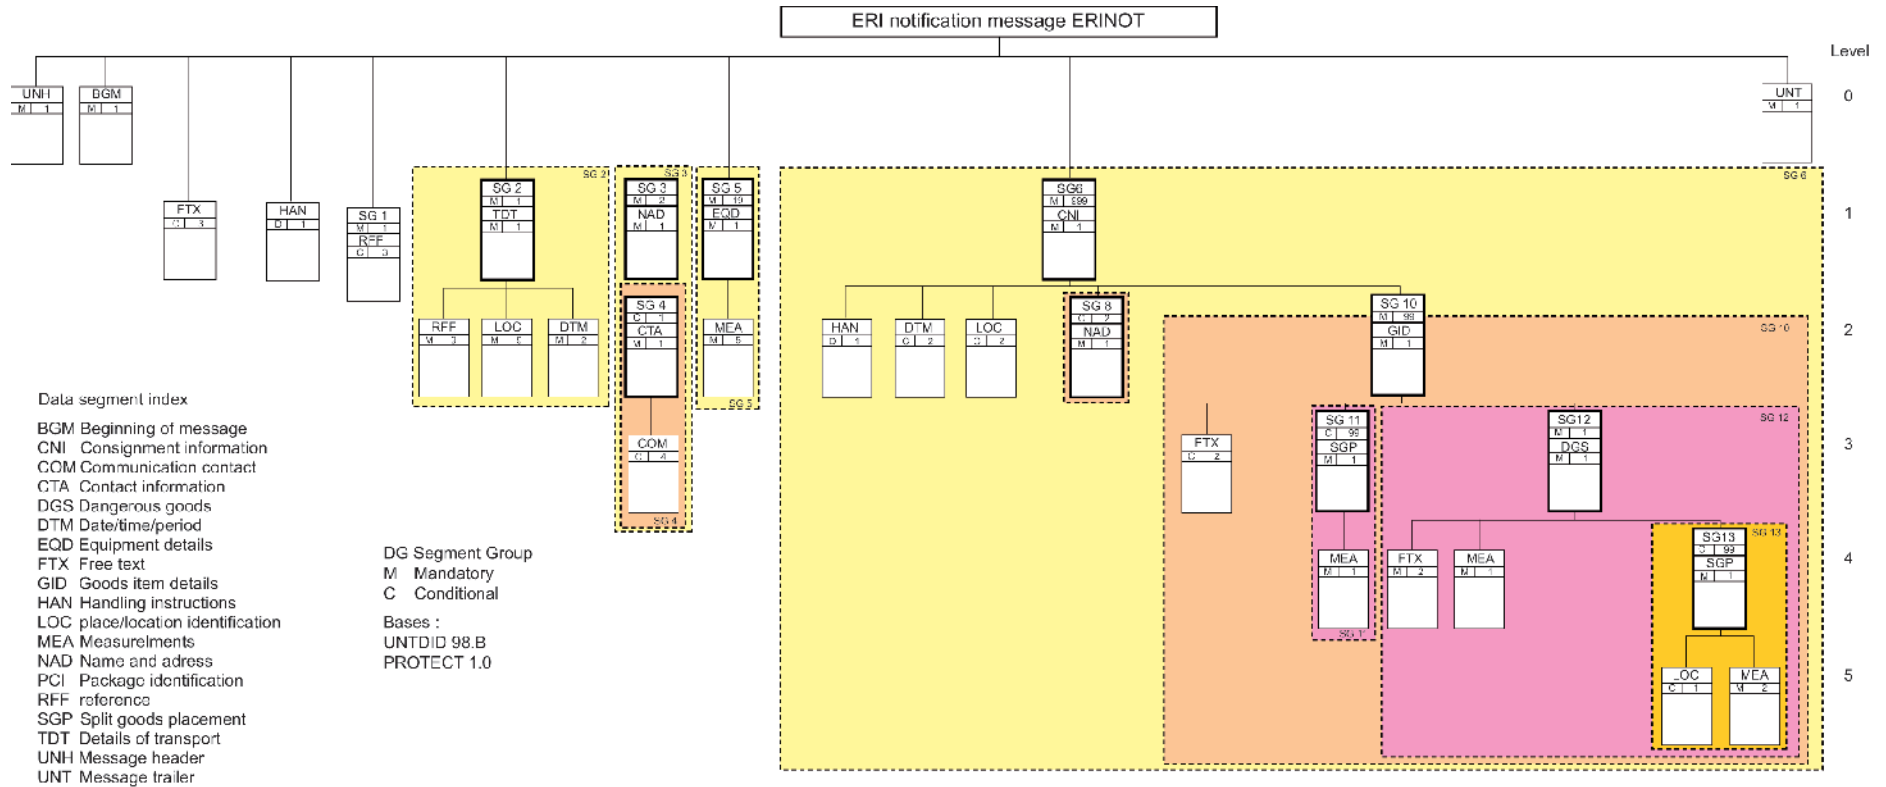 ERI notification message ERINOT
Level
UNH
M 1
BGM
M 1
UNT
M 1
0
SG 2
SG 3
SG 6
FTX
C 3
HAN
1
SG 1
M 1
RFF
C 3
SG 2
M 1
TDT
M 1
SG 3
M 2
NAD
M 1
SG 5
M
EQD
M 1
SG6
M 999
CNI
M 1
1
RFF
M
LOC
M
DTM
M 2
SG 4
C 1
CTA
M 1
MEA
M 5
HAN
1
DTM
C 2
LOC
C 2
SG 8
C 2
NAD
M 1
SG 10
M 99
GID
M 1
SG 10
2
SG 5
COM
C 4
SG 4
FTX
C 2
SG 11
C 99
SGP
M 1
SG12
M 1
DGS
M 1
SG 12
3
MEA
M 1
SG 11
FTX
M 2
MEA
M 1
SG13
C 99
SGP
M 1
SG 13
4
LOC
C 1
MEA
M 2
5
Data segment index
BGM Beginning of message
CNI Consignment information
COM Communication contact
CTA Contact information
DGS Dangerous goods
DTM Date/time/period
EQD Equipment details
FTX Free text
GID Goods item details
HAN Handling instructions
LOC place/location identification
MEA Measurelments
NAD Name and adress
PCI Package identification
RFF reference
SGP Split goods placement
TDT Details of transport
UNH Message header
UNT Message trailer
DG Segment Group
M Mandatory
C Conditional
Bases :
UNTDID 98.B
PROTECT 1.0